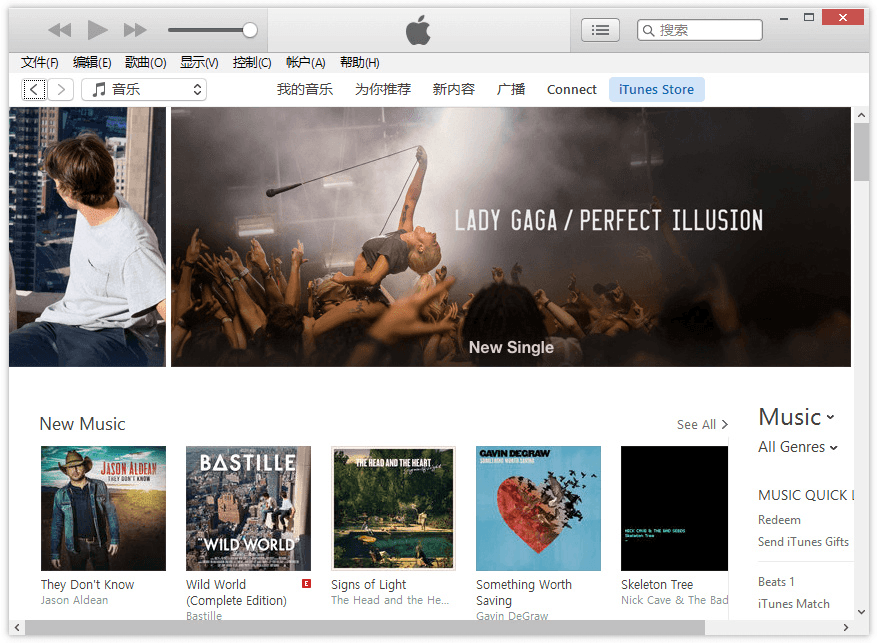 搜索
文件(F) 编辑(E) 歌曲(O) 显示(V) 控制(C) 帐户(A) 帮助(H)
音乐 我的音乐 为你推荐 新内容 广播 Connect iTunes Store
LADY GAGA / PERFECT ILLUSION
New Single
New Music
See All
JASON ALDEAN
THEY DON'T KNOW
BASTILLE
"WILD WORLD"
THE HEAD AND THE HEART
GAVIN DEGRAW
SOMETHING WORTH SAVING
NICK CAVE & THE BAD SEEDS
Skeleton Tree
They Don't Know
Jason Aldean
Wild World
(Complete Edition)
E
Bastille
Signs of Light
The Head and the He...
Something Worth
Saving
Gavin DeGraw
Skeleton Tree
Nick Cave & The Bad
Music
All Genres
MUSIC QUICK L
Redeem
Send iTunes Gifts
Beats 1
iTunes Match